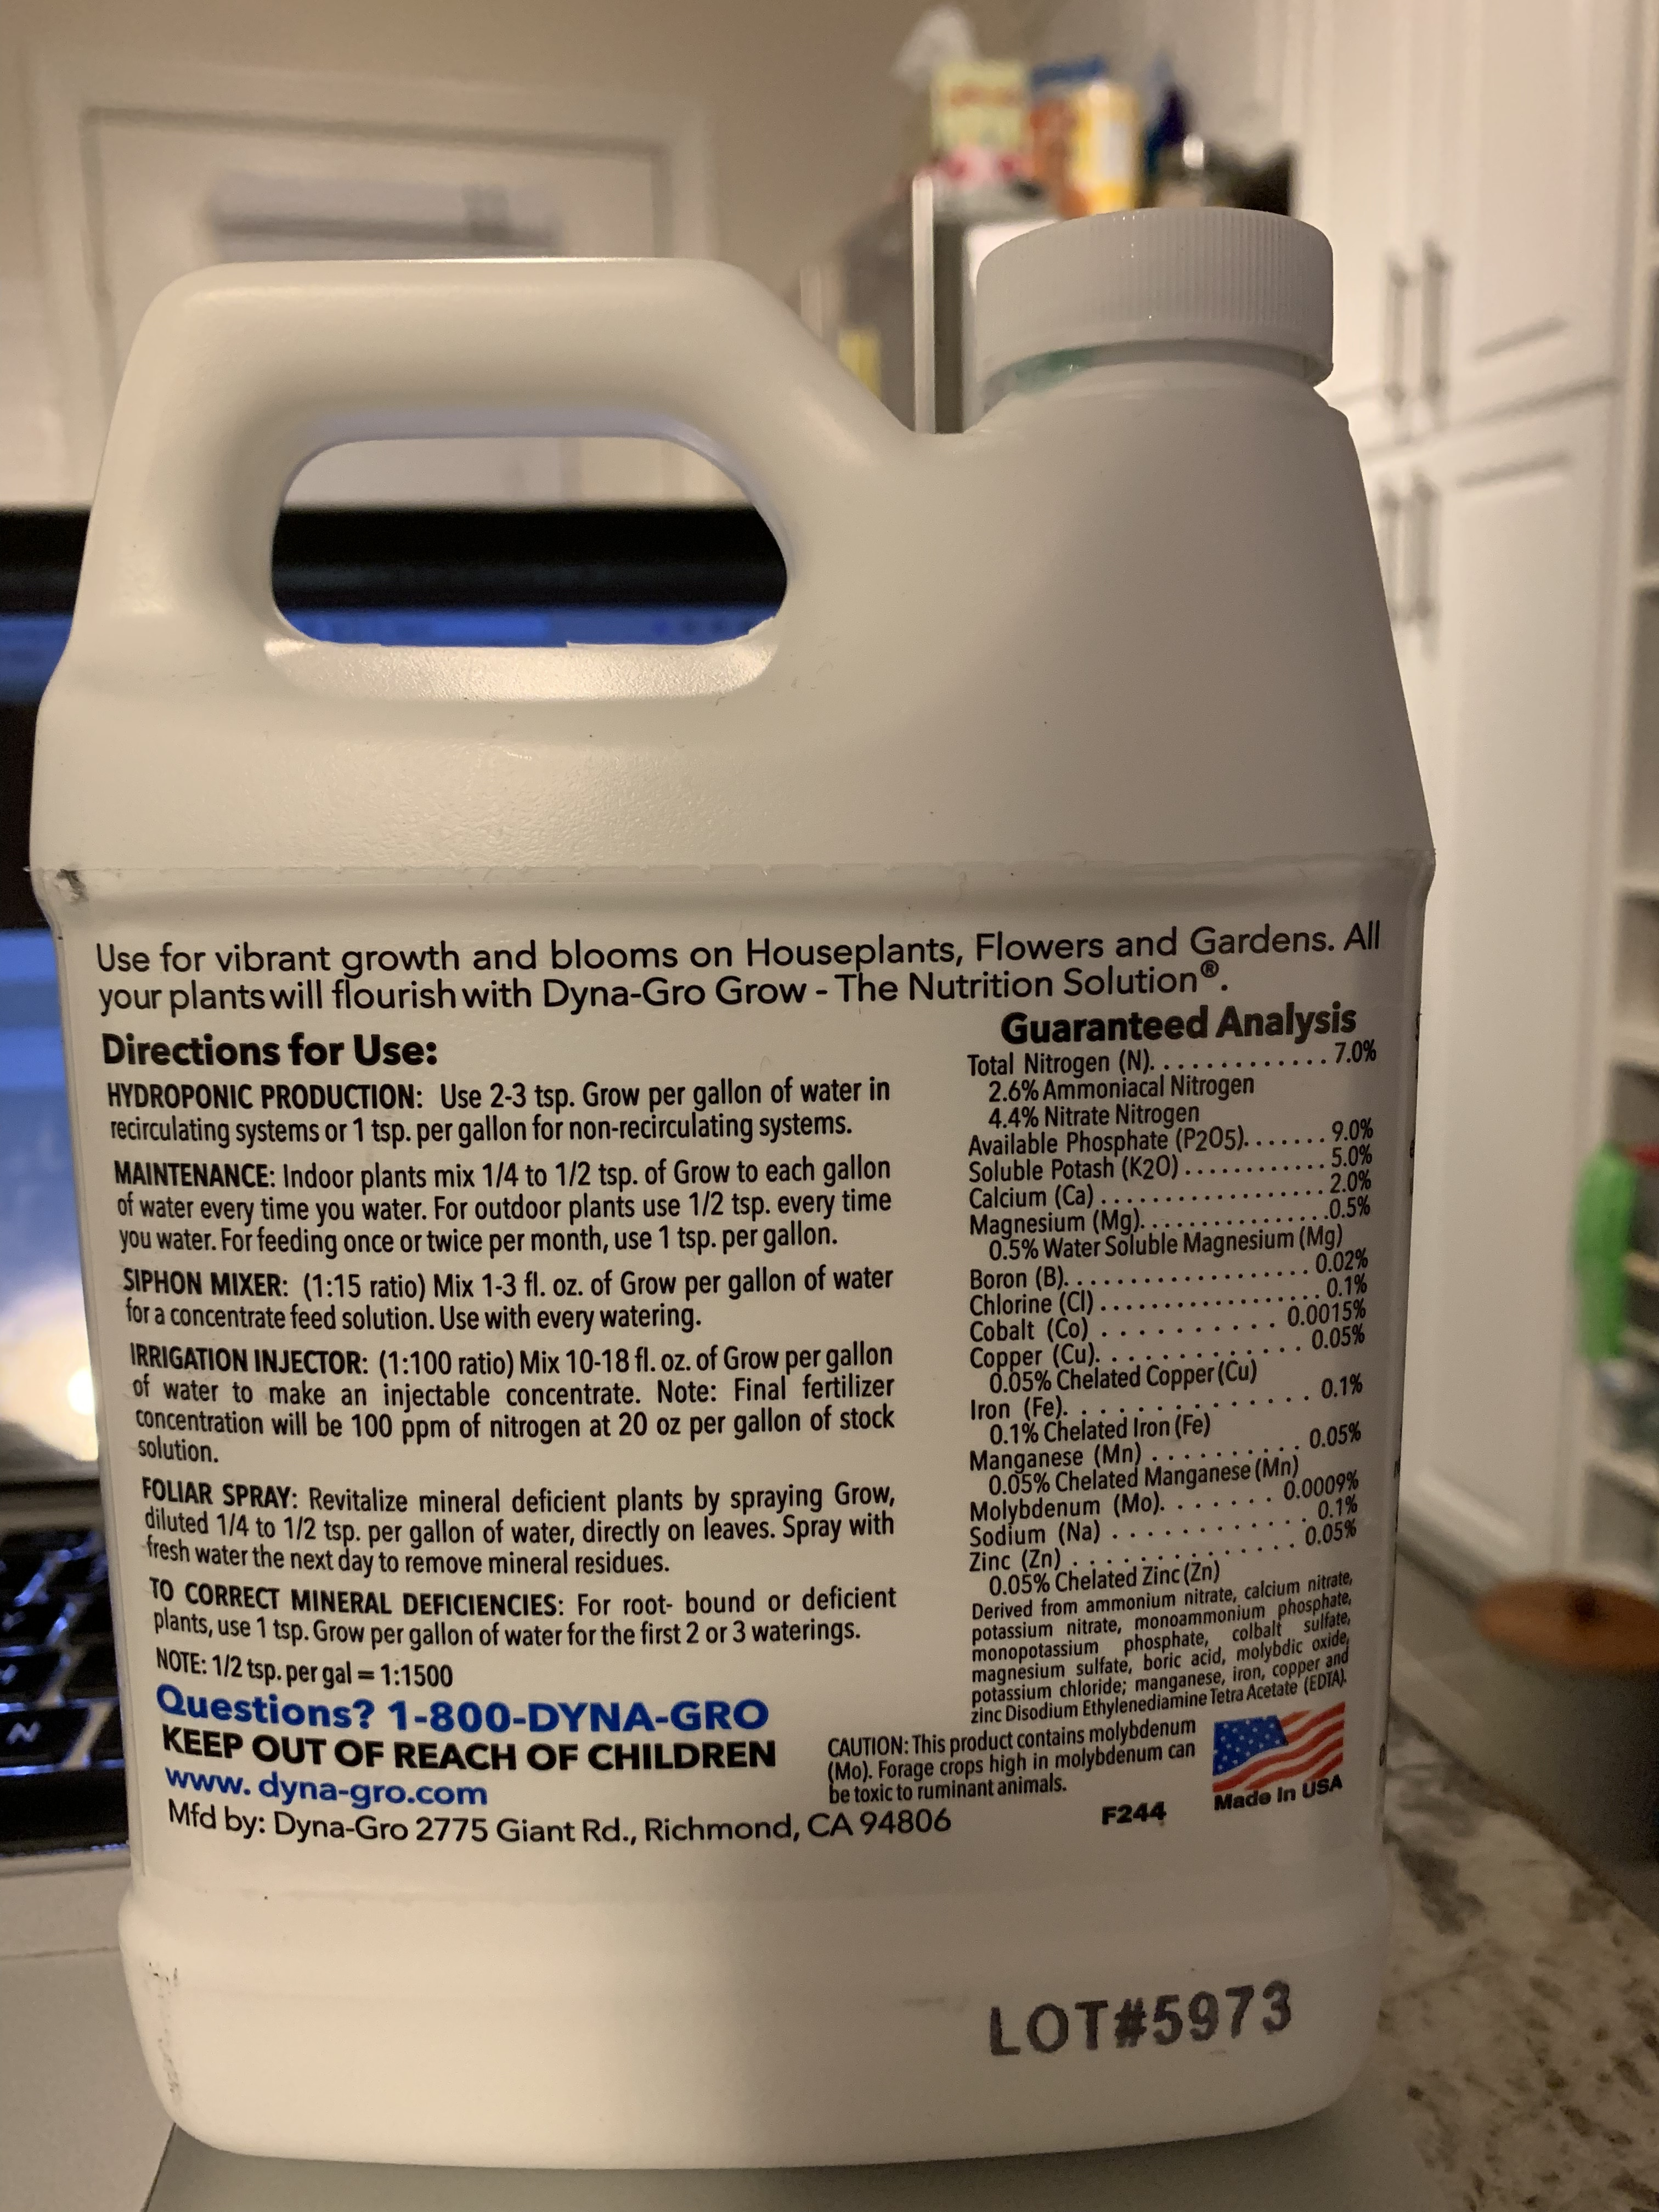 Use for vibrant growth and blooms on Houseplants, Flowers and Gardens. All
your plants will flourish with Dyna-Gro Grow - The Nutrition Solution®.
Directions for Use:
HYDROPONIC PRODUCTION: Use 2-3 tsp. Grow per gallon of water in
recirculating systems or 1 tsp. per gallon for non-recirculating systems.
MAINTENANCE: Indoor plants mix 1/4 to 1/2 tsp. of Grow to each gallon
of water every time you water. For outdoor plants use 1/2 tsp. every time
you water. For feeding once or twice per month, use 1 tsp. per gallon.
SIPHON MIXER: (1:15 ratio) Mix 1-3 fl. oz. of Grow per gallon of water
for a concentrate feed solution. Use with every watering.
IRRIGATION INJECTOR: (1:100 ratio) Mix 10-18 fl. oz. of Grow per gallon
of water to make an injectable concentrate. Note: Final fertilizer
concentration will be 100 ppm of nitrogen at 20 oz per gallon of stock
solution.
FOLIAR SPRAY: Revitalize mineral deficient plants by spraying Grow,
diluted 1/4 to 1/2 tsp. per gallon of water, directly on leaves. Spray with
fresh water the next day to remove mineral residues.
TO CORRECT MINERAL DEFICIENCIES: For root- bound or deficient
plants, use 1 tsp. Grow per gallon of water for the first 2 or 3 waterings.
NOTE: 1/2 tsp. per gal = 1:1500
Questions? 1-800-DYNA-GRO
KEEP OUT OF REACH OF CHILDREN
www. dyna-gro.com
Mfd by: Dyna-Gro 2775 Giant Rd., Richmond, CA 94806
Guaranteed Analysis
Total Nitrogen (N). . . . . . . . . . . . . 7.0%
2.6% Ammoniacal Nitrogen
4.4% Nitrate Nitrogen
Available Phosphate (P2O5). . . . . . . 9.0%
Soluble Potash (K2O) . . . . . . . . . . . . 5.0%
Calcium (Ca) . . . . . . . . . . . . . . . . . . 2.0%
Magnesium (Mg). . . . . . . . . . . . . . . .0.5%
0.5% Water Soluble Magnesium (Mg)
Boron (B). . . . . . . . . . . . . . . . . . . 0.02%
Chlorine (Cl) . . . . . . . . . . . . . . . . . 0.1%
Cobalt (Co) . . . . . . . . . . . 0.0015%
Copper (Cu). . . . . . . . . . . . . 0.05%
0.05% Chelated Copper (Cu)
Iron (Fe). . . . . . . . . . . . . . . 0.1%
0.1% Chelated Iron (Fe)
Manganese (Mn) . . . . . . . . . . 0.05%
0.05% Chelated Manganese (Mn)
Molybdenum (Mo). . . . . . . 0.0009%
Sodium (Na) . . . . . . . . . . . . 0.1%
Zinc (Zn) . . . . . . . . . . . . . . 0.05%
0.05% Chelated Zinc (Zn)
Derived from ammonium nitrate, calcium nitrate,
potassium nitrate, monoammonium phosphate,
monopotassium phosphate, colbalt sulfate,
magnesium sulfate, boric acid, molybdic oxide,
potassium chloride; manganese, iron, copper and
zinc Disodium Ethylenediamine Tetra Acetate (EDTA).
CAUTION: This product contains molybdenum
(Mo). Forage crops high in molybdenum can
be toxic to ruminant animals.
F244
Made In USA
LOT#5973
N